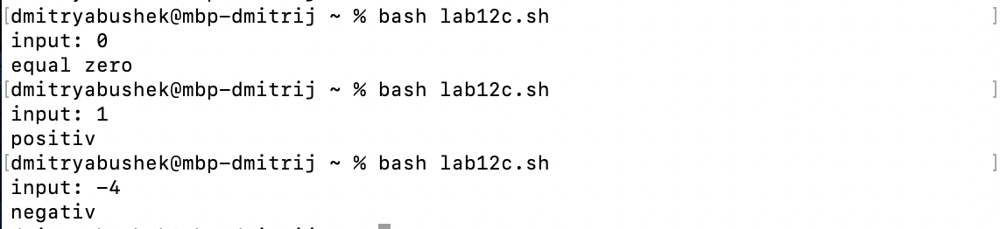 [dmitryabushek@mbp-dmitrij ~ % bash lab12c.sh ]
input: 0
equal zero
[dmitryabushek@mbp-dmitrij ~ % bash lab12c.sh ]
input: 1
positiv
[dmitryabushek@mbp-dmitrij ~ % bash lab12c.sh ]
input: -4
negativ